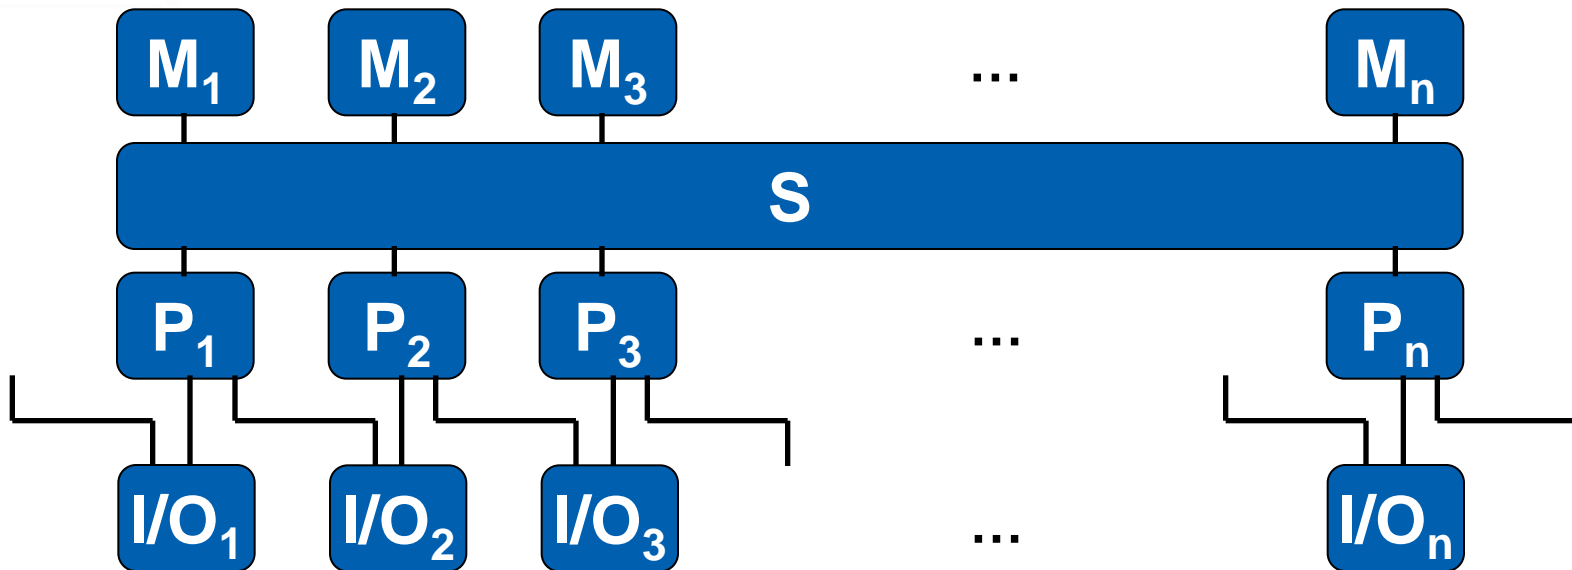 M₁ M₂ M₃ ... Mₙ
S
P₁ P₂ P₃ ... Pₙ
I/O₁ I/O₂ I/O₃ ... I/Oₙ